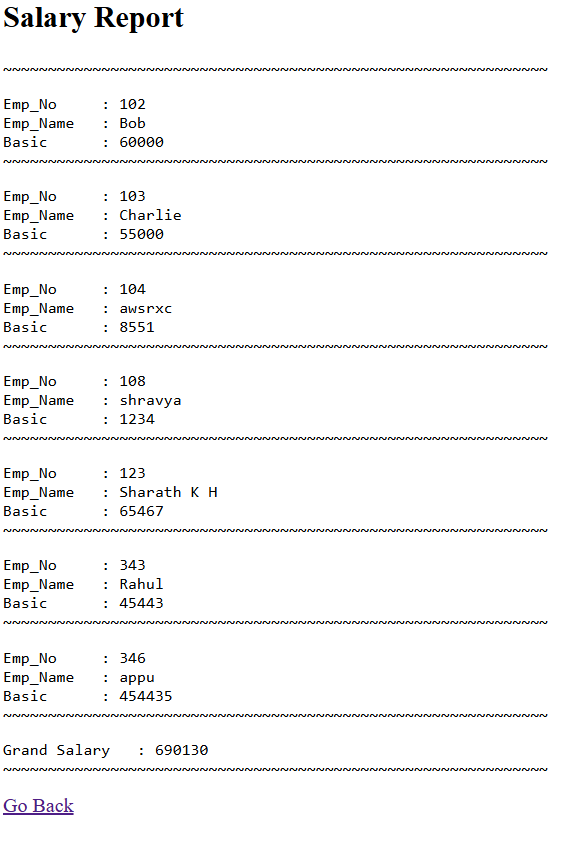 Salary Report
~~~~~~~~~~~~~~~~~~~~~~~~~~~~~~~~~~~~~~~~~~~~~~~~~~~~~~~~~~~~~
Emp_No     : 102
Emp_Name   : Bob
Basic      : 60000
~~~~~~~~~~~~~~~~~~~~~~~~~~~~~~~~~~~~~~~~~~~~~~~~~~~~~~~~~~~~~
Emp_No     : 103
Emp_Name   : Charlie
Basic      : 55000
~~~~~~~~~~~~~~~~~~~~~~~~~~~~~~~~~~~~~~~~~~~~~~~~~~~~~~~~~~~~~
Emp_No     : 104
Emp_Name   : awsrxc
Basic      : 8551
~~~~~~~~~~~~~~~~~~~~~~~~~~~~~~~~~~~~~~~~~~~~~~~~~~~~~~~~~~~~~
Emp_No     : 108
Emp_Name   : shravya
Basic      : 1234
~~~~~~~~~~~~~~~~~~~~~~~~~~~~~~~~~~~~~~~~~~~~~~~~~~~~~~~~~~~~~
Emp_No     : 123
Emp_Name   : Sharath K H
Basic      : 65467
~~~~~~~~~~~~~~~~~~~~~~~~~~~~~~~~~~~~~~~~~~~~~~~~~~~~~~~~~~~~~
Emp_No     : 343
Emp_Name   : Rahul
Basic      : 45443
~~~~~~~~~~~~~~~~~~~~~~~~~~~~~~~~~~~~~~~~~~~~~~~~~~~~~~~~~~~~~
Emp_No     : 346
Emp_Name   : appu
Basic      : 454435
~~~~~~~~~~~~~~~~~~~~~~~~~~~~~~~~~~~~~~~~~~~~~~~~~~~~~~~~~~~~~
Grand Salary   : 690130
~~~~~~~~~~~~~~~~~~~~~~~~~~~~~~~~~~~~~~~~~~~~~~~~~~~~~~~~~~~~~
Go Back